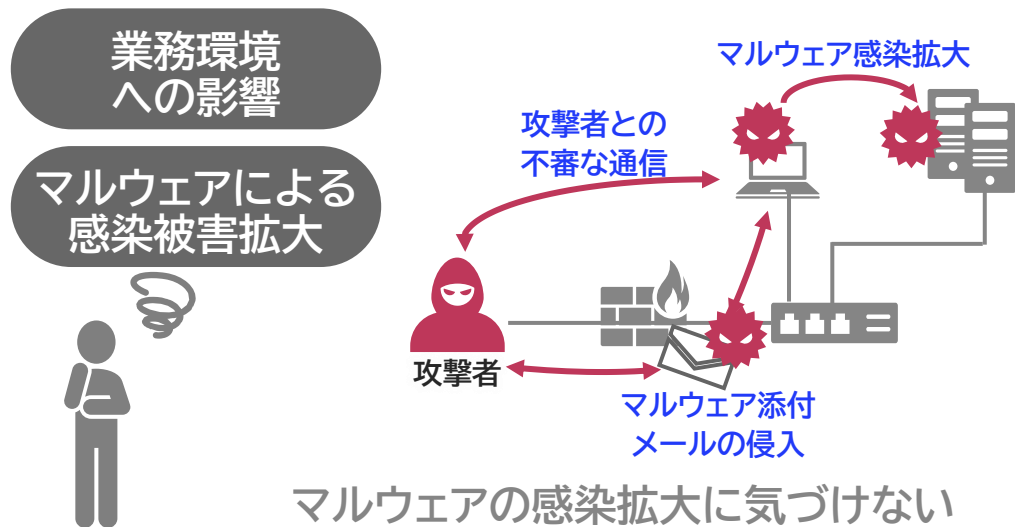 業務環境
への影響
マルウェアによる
感染被害拡大
マルウェア感染拡大
攻撃者との
不審な通信
攻撃者
マルウェア添付
メールの侵入
マルウェアの感染拡大に気づけない